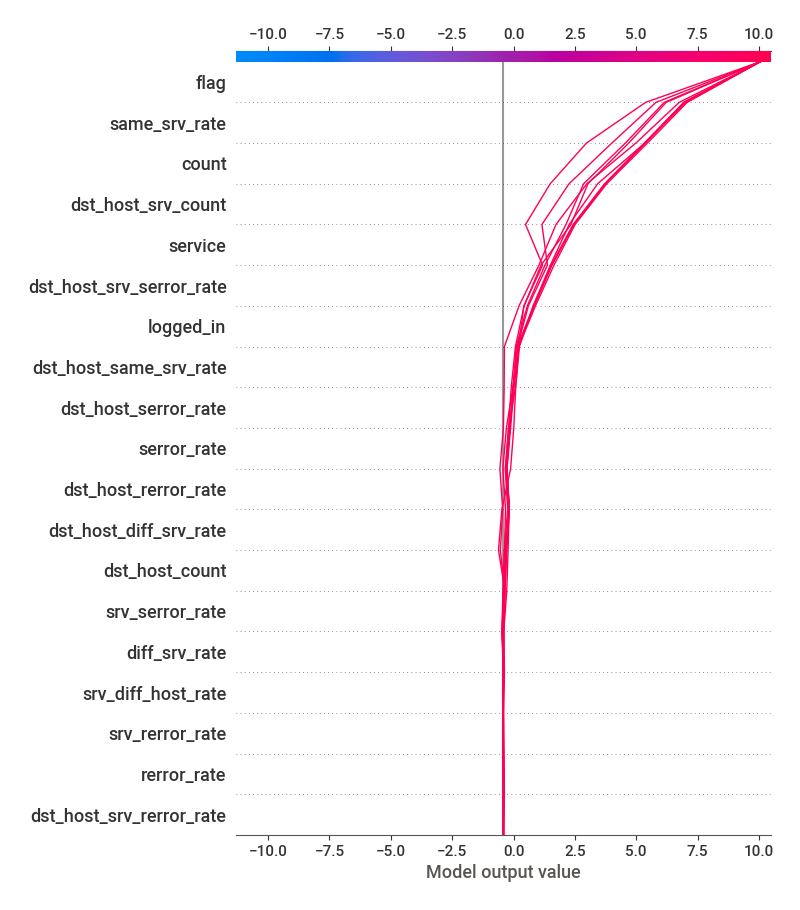 −10.0 −7.5 −5.0 −2.5 0.0 2.5 5.0 7.5 10.0
flag
same_srv_rate
count
dst_host_srv_count
service
dst_host_srv_serror_rate
logged_in
dst_host_same_srv_rate
dst_host_serror_rate
serror_rate
dst_host_rerror_rate
dst_host_diff_srv_rate
dst_host_count
srv_serror_rate
diff_srv_rate
srv_diff_host_rate
srv_rerror_rate
rerror_rate
dst_host_srv_rerror_rate
−10.0 −7.5 −5.0 −2.5 0.0 2.5 5.0 7.5 10.0
Model output value